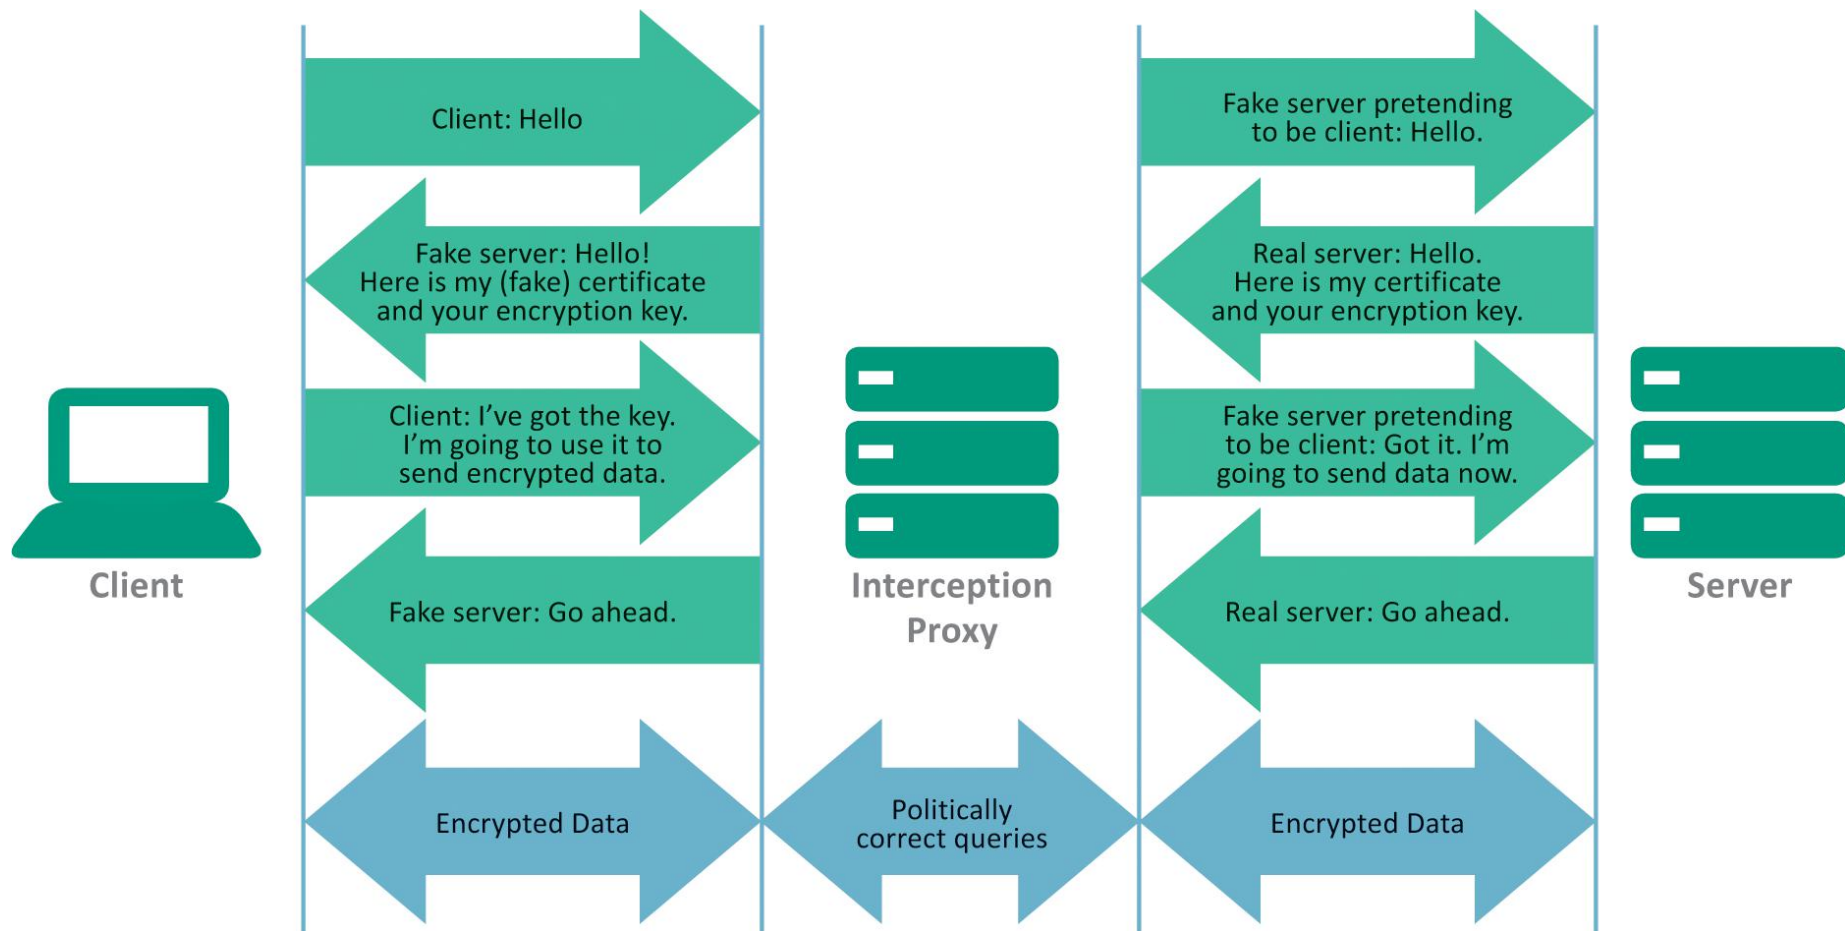 Client: Hello
Fake server pretending
to be client: Hello.
Fake server: Hello!
Here is my (fake) certificate
and your encryption key.
Real server: Hello.
Here is my certificate
and your encryption key.
Client: I’ve got the key.
I’m going to use it to
send encrypted data.
Fake server pretending
to be client: Got it. I’m
going to send data now.
Client
Interception
Proxy
Server
Fake server: Go ahead.
Real server: Go ahead.
Encrypted Data
Politically
correct queries
Encrypted Data